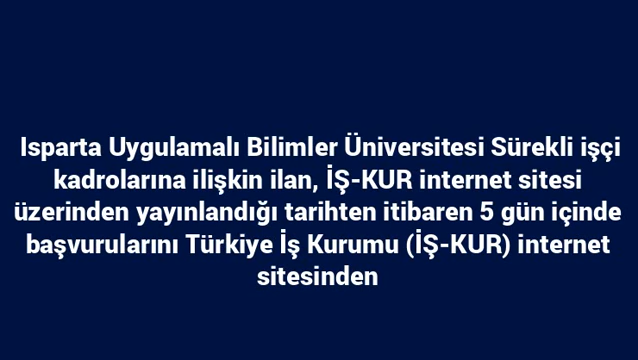 Isparta Uygulamalı Bilimler Üniversitesi Sürekli işçi
kadrolarına ilişkin ilan, İŞ-KUR internet sitesi
üzerinden yayınlandığı tarihten itibaren 5 gün içinde
başvurularını Türkiye İş Kurumu (İŞ-KUR) internet
sitesinden